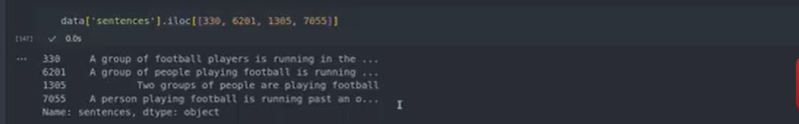 data['sentences'].iloc[[330, 6201, 1305, 7055]]
[147] ✓ 0.0s
... 330 A group of football players is running in the ...
6201 A group of people playing football is running ...
1305 Two groups of people are playing football
7055 A person playing football is running past an o...
Name: sentences, dtype: object